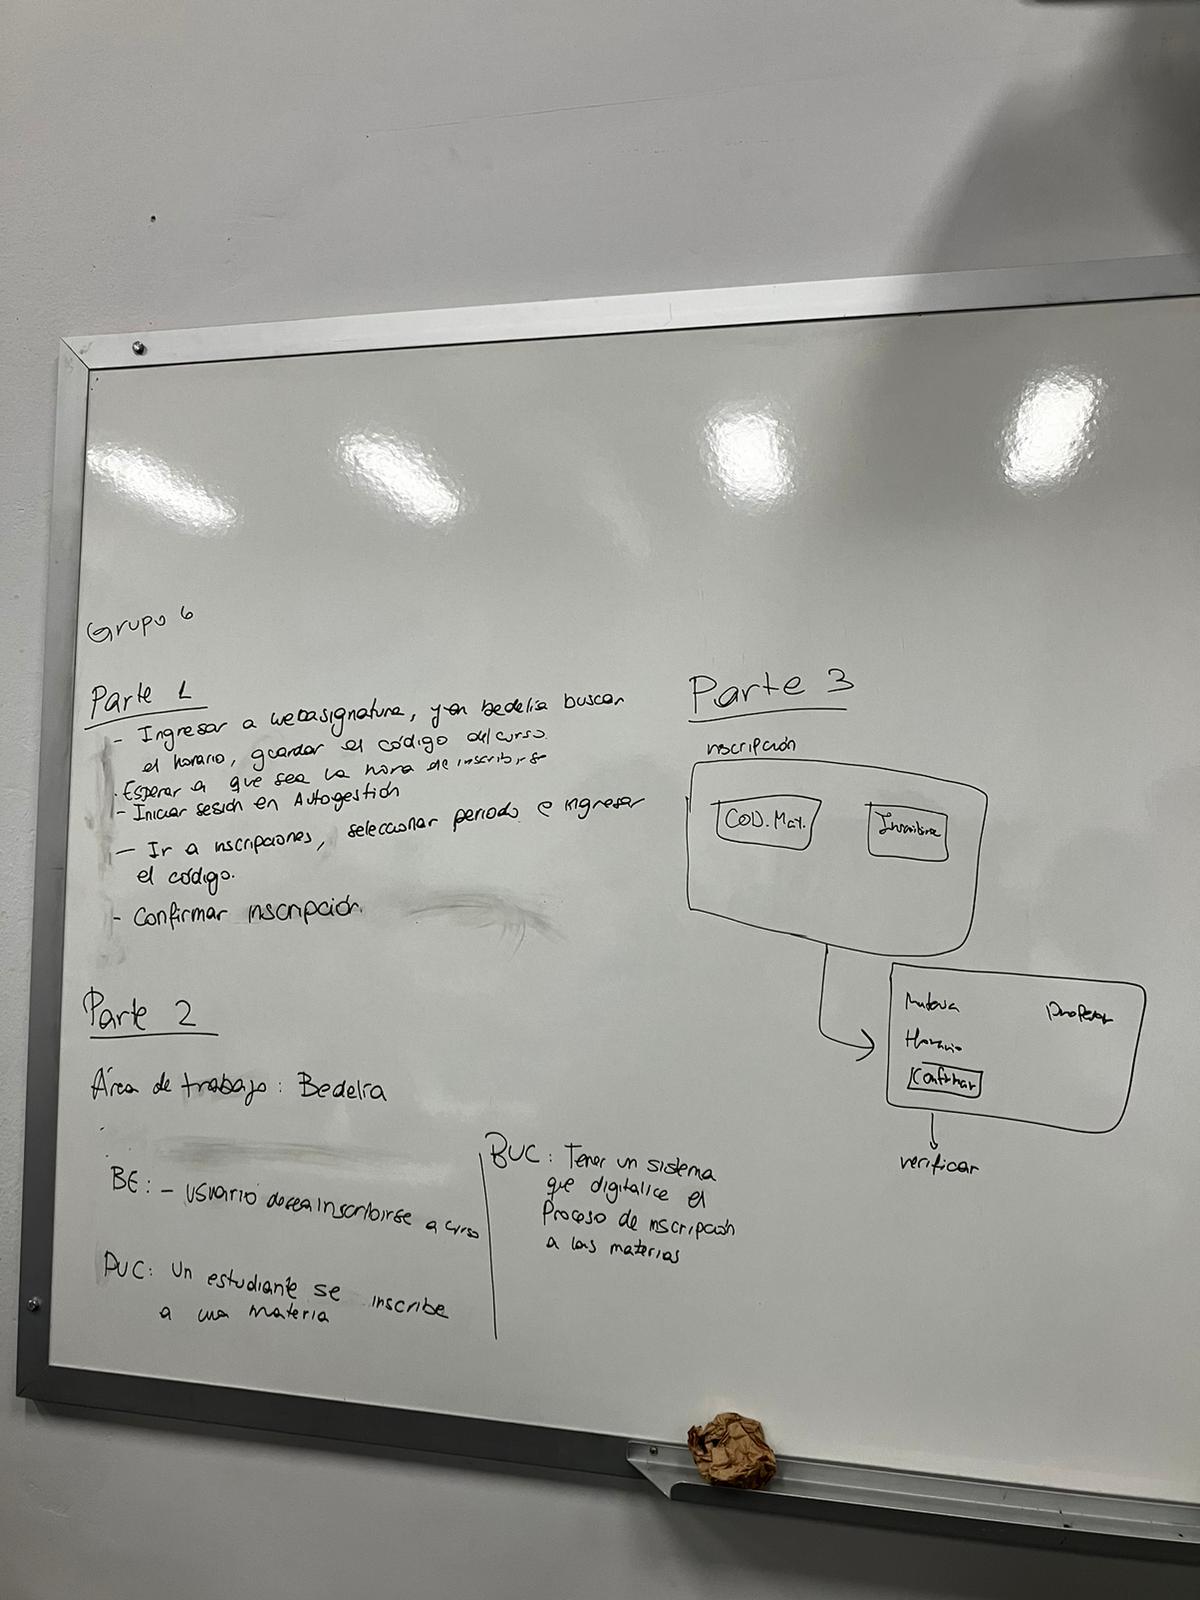 Grupo 6
Parte 1
- Ingresar a webasignatura, y en bedelía buscar
el horario, guardar el código del curso.
. Esperar a que sea la hora de inscribirse
- Iniciar sesión en Autogestión
- Ir a inscripciones, seleccionar periodo e ingresar
el código.
- Confirmar inscripción.
Parte 2
Área de trabajo: Bedelía
BE: - usuario desea inscribirse a curso
PUC: Un estudiante se inscribe
a una materia
BUC: Tener un sistema
que digitalice el
Proceso de inscripción
a las materias
Parte 3
inscripción
COD. Mat.
Inscribirse
Materia
Profesor
Horario
Confirmar
verificar